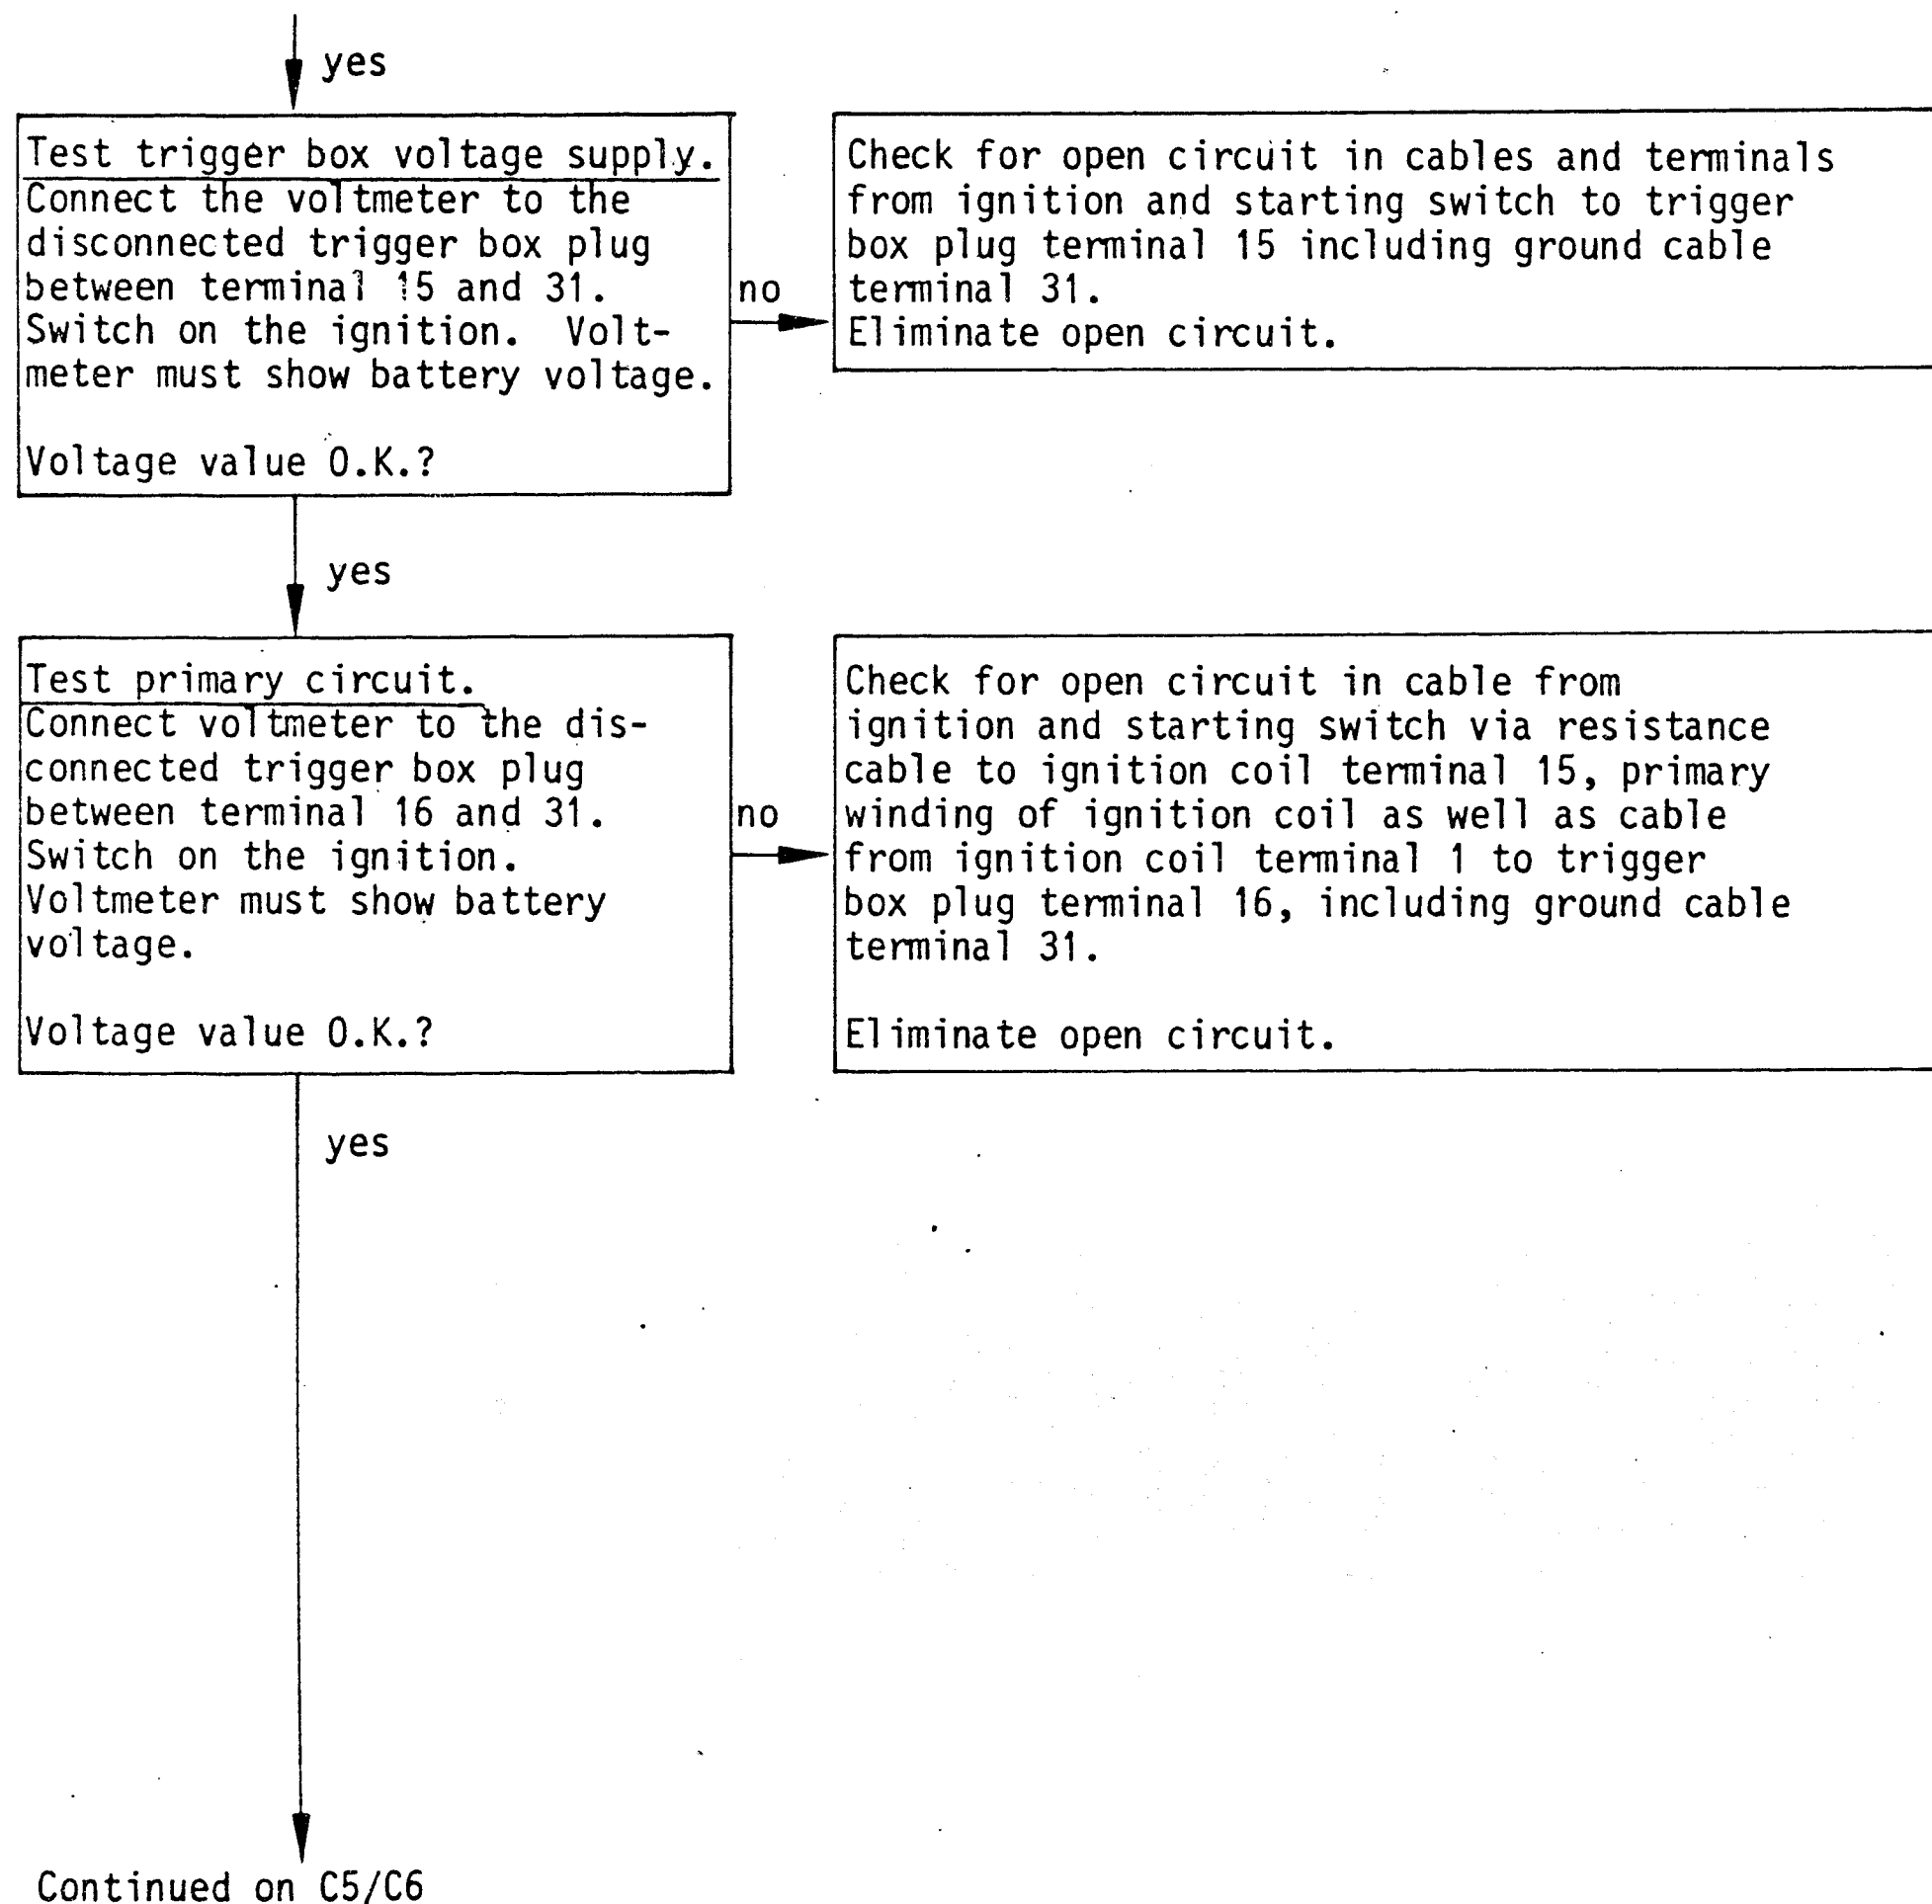 yes
Test trigger box voltage supply.
Connect the voltmeter to the
disconnected trigger box plug
between terminal 15 and 31.
Switch on the ignition. Volt-
meter must show battery voltage.
Voltage value O.K.?
no
Check for open circuit in cables and terminals
from ignition and starting switch to trigger
box plug terminal 15 including ground cable
terminal 31.
Eliminate open circuit.
yes
Test primary circuit.
Connect voltmeter to the dis-
connected trigger box plug
between terminal 16 and 31.
Switch on the ignition.
Voltmeter must show battery
voltage.
Voltage value O.K.?
no
Check for open circuit in cable from
ignition and starting switch via resistance
cable to ignition coil terminal 15, primary
winding of ignition coil as well as cable
from ignition coil terminal 1 to trigger
box plug terminal 16, including ground cable
terminal 31.
Eliminate open circuit.
yes
Continued on C5/C6